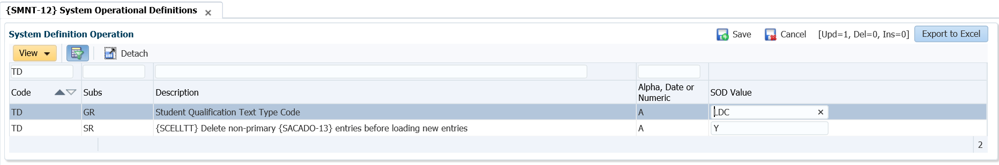 {SMNT-12} System Operational Definitions
System Definition Operation
Save Cancel [Upd=1, Del=0, Ins=0] Export to Excel
View Detach
TD
Code Subs Description Alpha, Date or Numeric SOD Value
TD GR Student Qualification Text Type Code A LDC
TD SR {SCELLTT} Delete non-primary {SACADO-13} entries before loading new entries A Y
2